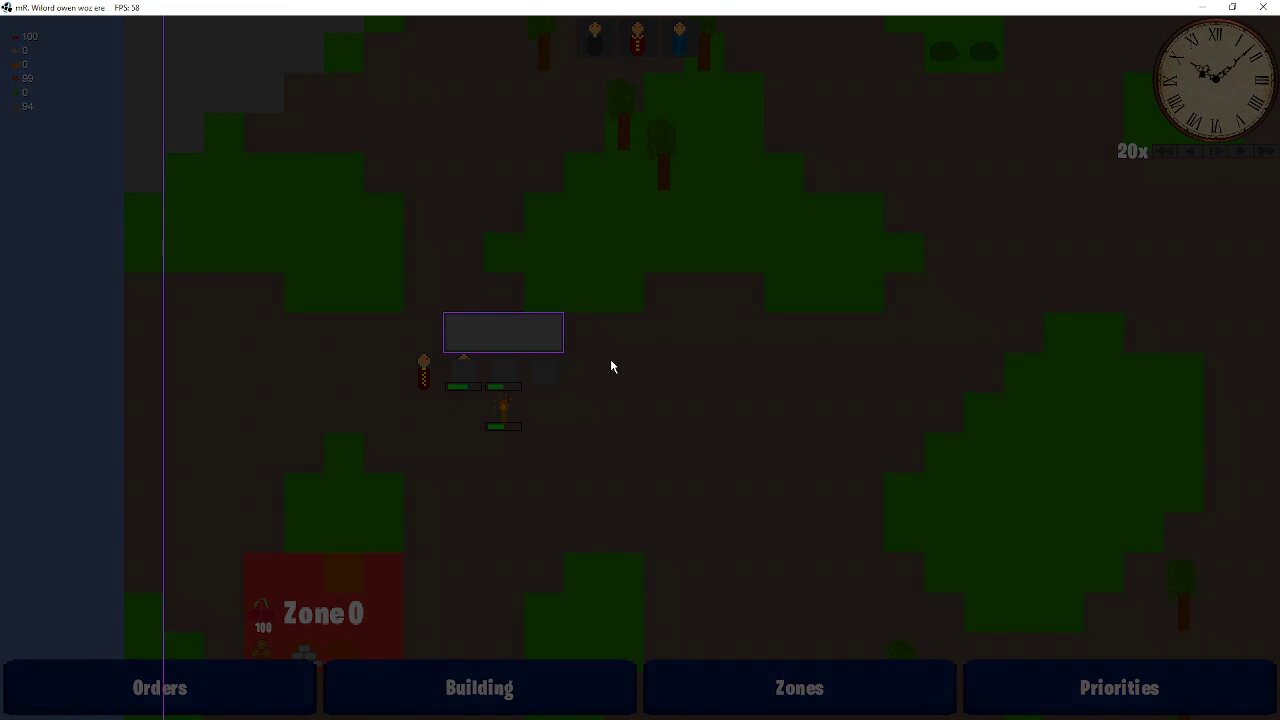 mR. Wilord owen woz ere FPS: 58
100
0
0
99
0
94
XII
20x
Zone 0
100
Orders
Building
Zones
Priorities